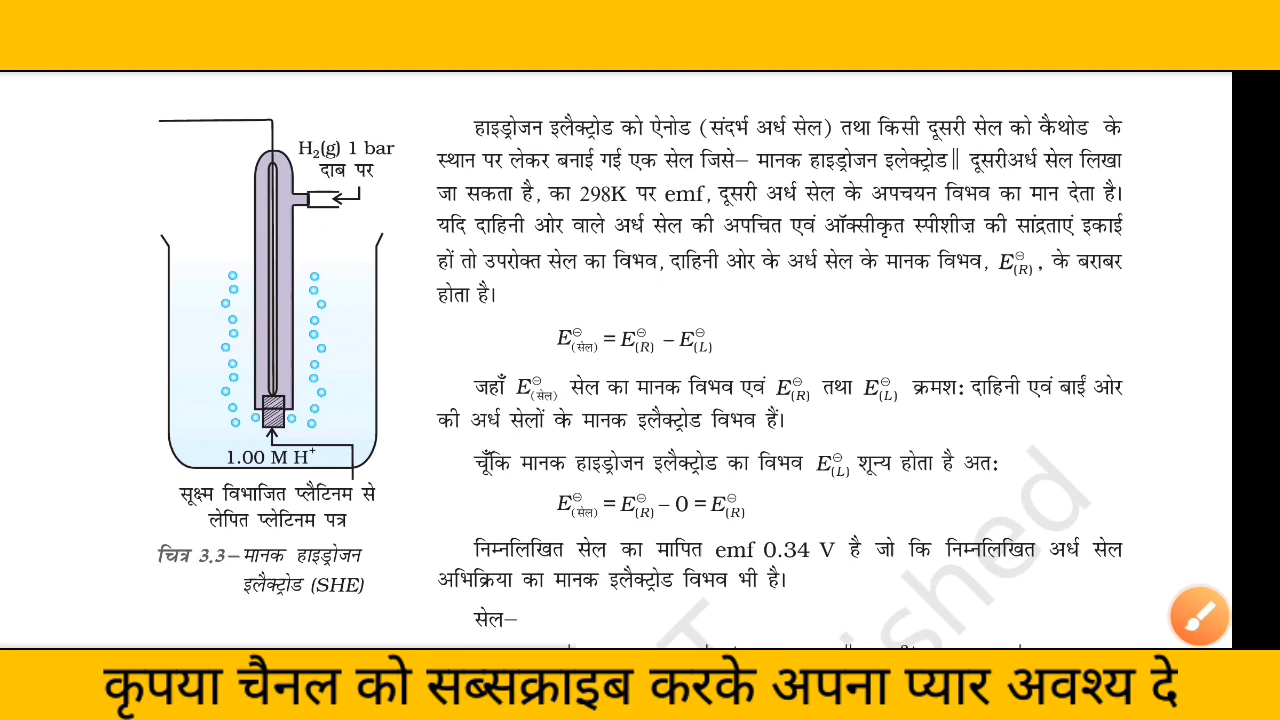 H₂(g) 1 bar
दाब पर
1.00 M H⁺
सूक्ष्म विभाजित प्लैटिनम से
लेपित प्लेटिनम पत्र
चित्र 3.3– मानक हाइड्रोजन
इलैक्ट्रोड (SHE)
हाइड्रोजन इलैक्ट्रोड को ऐनोड (संदर्भ अर्ध सेल) तथा किसी दूसरी सेल को कैथोड के
स्थान पर लेकर बनाई गई एक सेल जिसे– मानक हाइड्रोजन इलेक्ट्रोड|| दूसरीअर्ध सेल लिखा
जा सकता है, का 298K पर emf, दूसरी अर्ध सेल के अपचयन विभव का मान देता है।
यदि दाहिनी ओर वाले अर्ध सेल की अपचित एवं ऑक्सीकृत स्पीशीज़ की सांद्रताएं इकाई
हों तो उपरोक्त सेल का विभव, दाहिनी ओर के अर्ध सेल के मानक विभव, E⊖(R), के बराबर
होता है।
E⊖(सेल) = E⊖(R) – E⊖(L)
जहाँ E⊖(सेल) सेल का मानक विभव एवं E⊖(R) तथा E⊖(L) क्रमश: दाहिनी एवं बाईं ओर
की अर्ध सेलों के मानक इलैक्ट्रोड विभव हैं।
चूँकि मानक हाइड्रोजन इलैक्ट्रोड का विभव E⊖(L) शून्य होता है अत:
E⊖(सेल) = E⊖(R) – 0 = E⊖(R)
निम्नलिखित सेल का मापित emf 0.34 V है जो कि निम्नलिखित अर्ध सेल
अभिक्रिया का मानक इलैक्ट्रोड विभव भी है।
सेल–
कृपया चैनल को सब्सक्राइब करके अपना प्यार अवश्य दे